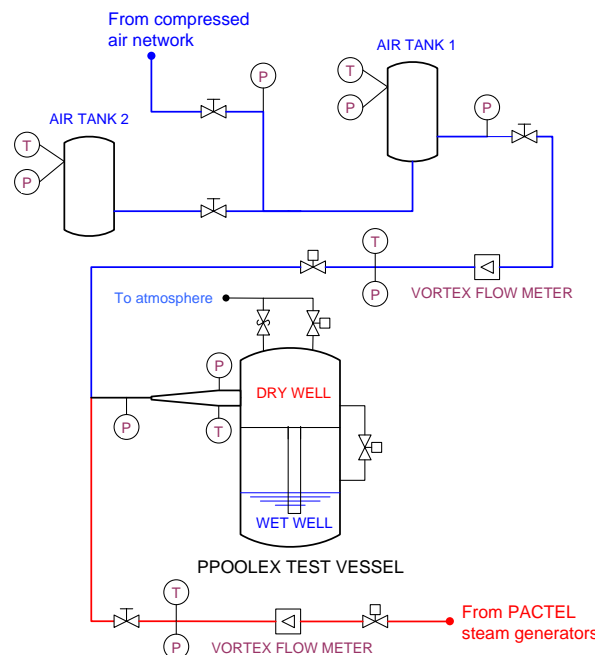 From compressed
air network
AIR TANK 1
P
T
P
P
AIR TANK 2
T
P
T
P
VORTEX FLOW METER
To atmosphere
S
P
DRY WELL
P
T
WET WELL
PPOOLEX TEST VESSEL
T
P
VORTEX FLOW METER
From PACTEL
steam generators